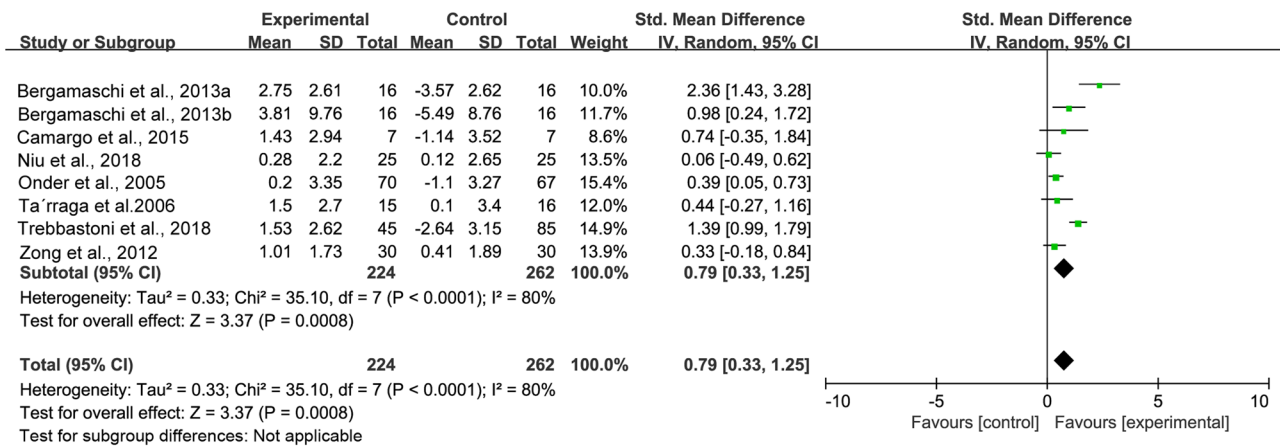 Experimental Control Std. Mean Difference Std. Mean Difference
Study or Subgroup Mean SD Total Mean SD Total Weight IV, Random, 95% CI IV, Random, 95% CI
Bergamaschi et al., 2013a 2.75 2.61 16 -3.57 2.62 16 10.0% 2.36 [1.43, 3.28]
Bergamaschi et al., 2013b 3.81 9.76 16 -5.49 8.76 16 11.7% 0.98 [0.24, 1.72]
Camargo et al., 2015 1.43 2.94 7 -1.14 3.52 7 8.6% 0.74 [-0.35, 1.84]
Niu et al., 2018 0.28 2.2 25 0.12 2.65 25 13.5% 0.06 [-0.49, 0.62]
Onder et al., 2005 0.2 3.35 70 -1.1 3.27 67 15.4% 0.39 [0.05, 0.73]
Ta´rraga et al.2006 1.5 2.7 15 0.1 3.4 16 12.0% 0.44 [-0.27, 1.16]
Trebbastoni et al., 2018 1.53 2.62 45 -2.64 3.15 85 14.9% 1.39 [0.99, 1.79]
Zong et al., 2012 1.01 1.73 30 0.41 1.89 30 13.9% 0.33 [-0.18, 0.84]
Subtotal (95% CI) 224 262 100.0% 0.79 [0.33, 1.25]
Heterogeneity: Tau² = 0.33; Chi² = 35.10, df = 7 (P < 0.0001); I² = 80%
Test for overall effect: Z = 3.37 (P = 0.0008)
Total (95% CI) 224 262 100.0% 0.79 [0.33, 1.25]
Heterogeneity: Tau² = 0.33; Chi² = 35.10, df = 7 (P < 0.0001); I² = 80%
Test for overall effect: Z = 3.37 (P = 0.0008)
Test for subgroup differences: Not applicable
-10 -5 0 5 10
Favours [control] Favours [experimental]